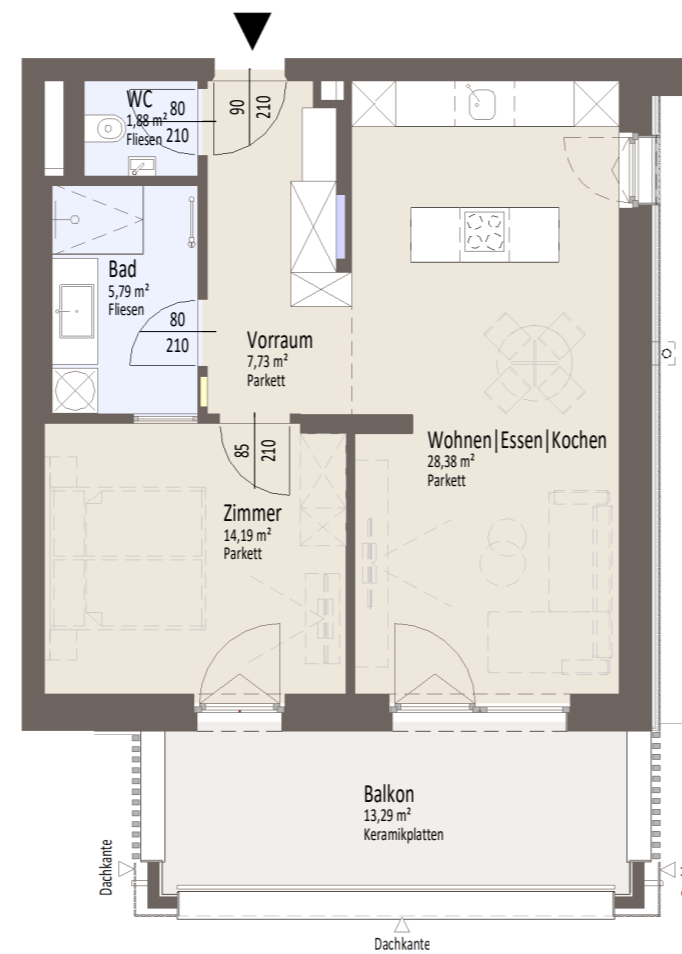 WC
1,88 m²
Fliesen
80
210
90
210
Bad
5,79 m²
Fliesen
80
210
Vorraum
7,73 m²
Parkett
85
210
Wohnen|Essen|Kochen
28,38 m²
Parkett
Zimmer
14,19 m²
Parkett
Balkon
13,29 m²
Keramikplatten
Dachkante
Dachkante